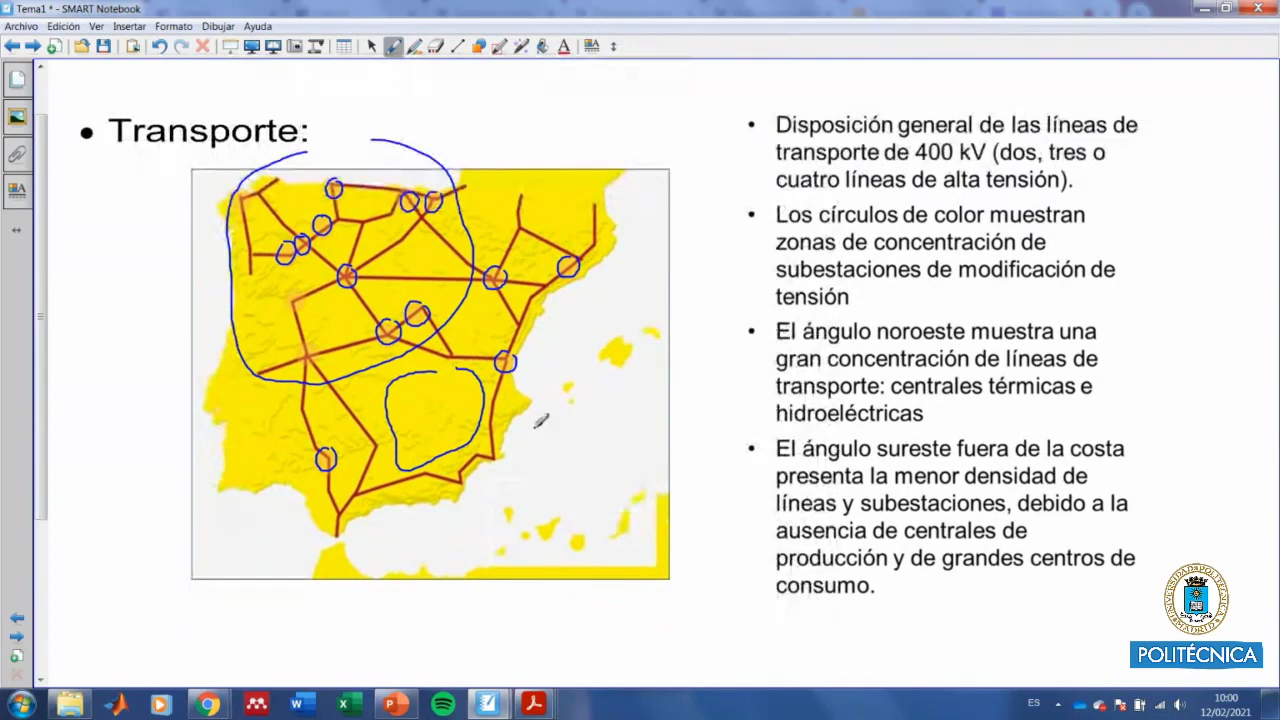 Tema1 * - SMART Notebook
Archivo Edición Ver Insertar Formato Dibujar Ayuda
• Transporte:
• Disposición general de las líneas de
transporte de 400 kV (dos, tres o
cuatro líneas de alta tensión).
• Los círculos de color muestran
zonas de concentración de
subestaciones de modificación de
tensión
• El ángulo noroeste muestra una
gran concentración de líneas de
transporte: centrales térmicas e
hidroeléctricas
• El ángulo sureste fuera de la costa
presenta la menor densidad de
líneas y subestaciones, debido a la
ausencia de centrales de
producción y de grandes centros de
consumo.
POLITÉCNICA
ES
10:00
12/02/2021